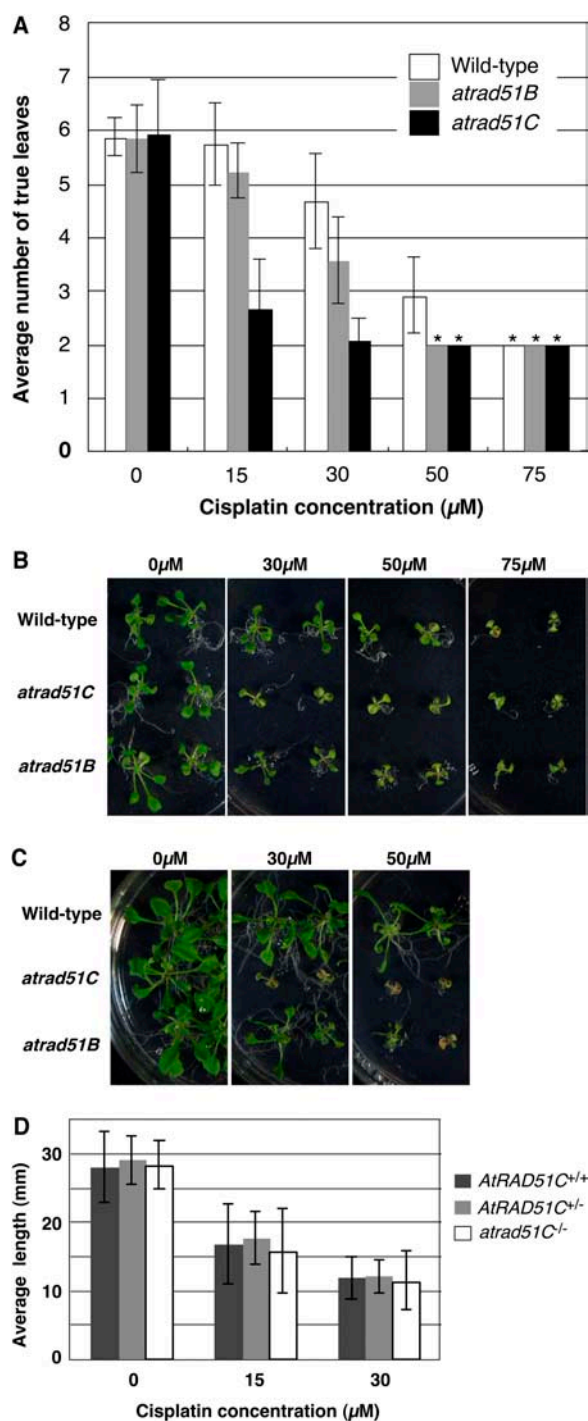 A
8
7
6
5
4
3
2
1
0
Average number of true leaves
Wild-type
atrad51B
atrad51C
* * * * *
0 15 30 50 75
Cisplatin concentration (µM)
B
0µM 30µM 50µM 75µM
Wild-type
atrad51C
atrad51B
C
0µM 30µM 50µM
Wild-type
atrad51C
atrad51B
D
30
20
10
0
Average length (mm)
AtRAD51C+/+
AtRAD51C+/-
atrad51C-/-
0 15 30
Cisplatin concentration (µM)